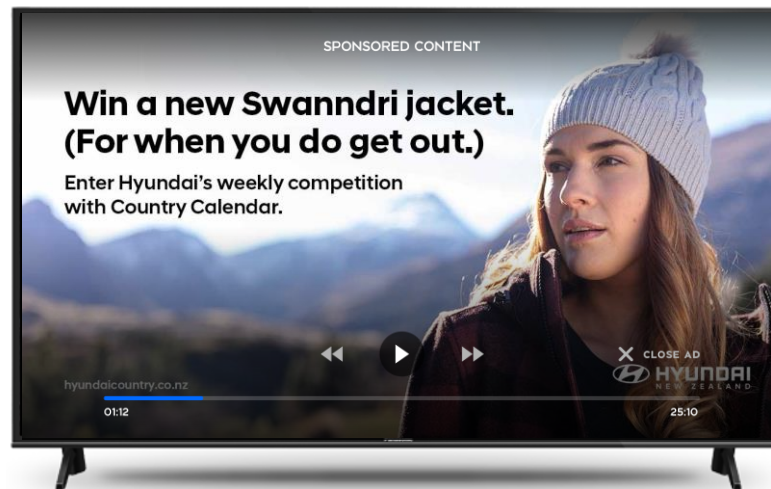 SPONSORED CONTENT
Win a new Swanndri jacket.
(For when you do get out.)
Enter Hyundai's weekly competition
with Country Calendar.
CLOSE AD
HYUNDAI
NEW ZEALAND
hyundaicountry.co.nz
01:12
25:10